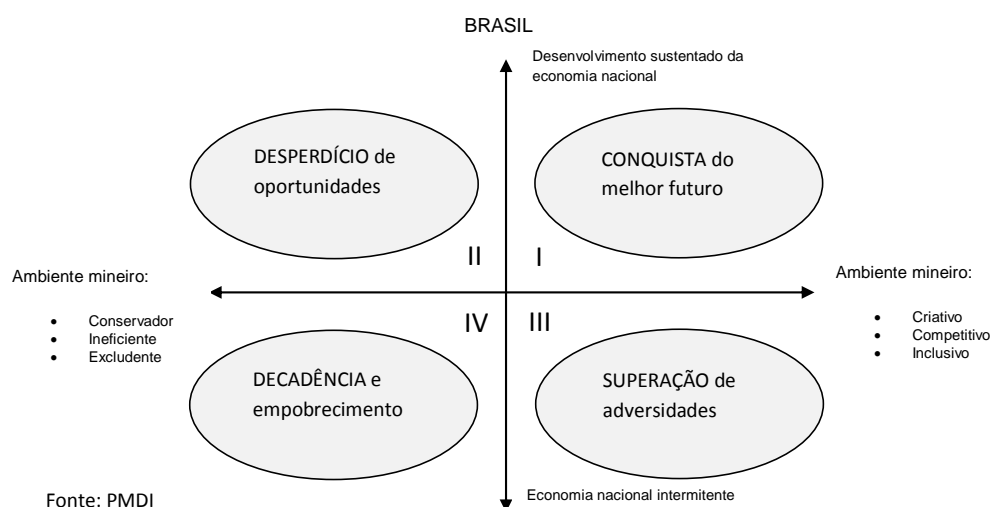 BRASIL
Desenvolvimento sustentado da
economia nacional
DESPERDÍCIO de
oportunidades
CONQUISTA do
melhor futuro
II
I
Ambiente mineiro:
• Conservador
• Ineficiente
• Excludente
Ambiente mineiro:
• Criativo
• Competitivo
• Inclusivo
IV
III
DECADÊNCIA e
empobrecimento
SUPERAÇÃO de
adversidades
Economia nacional intermitente
Fonte: PMDI